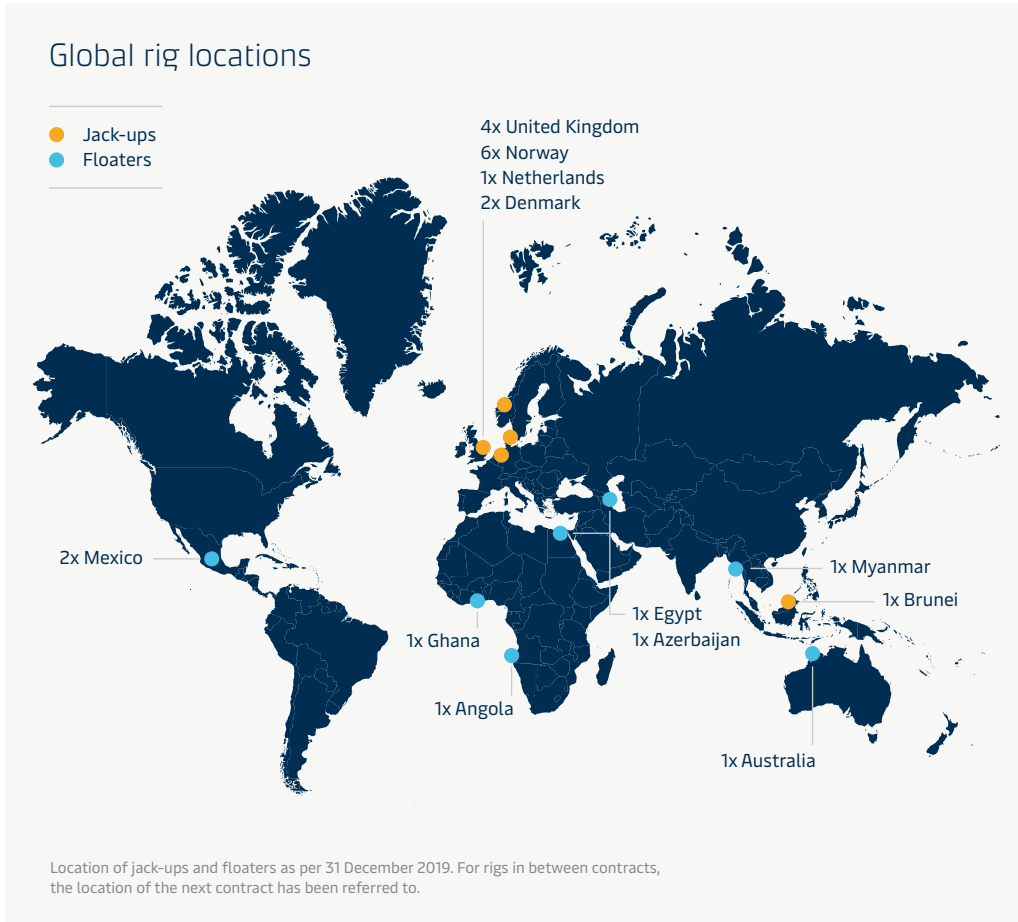 Global rig locations
Jack-ups
Floaters
4x United Kingdom
6x Norway
1x Netherlands
2x Denmark
2x Mexico
1x Myanmar
1x Brunei
1x Egypt
1x Azerbaijan
1x Ghana
1x Angola
1x Australia
Location of jack-ups and floaters as per 31 December 2019. For rigs in between contracts,
the location of the next contract has been referred to.